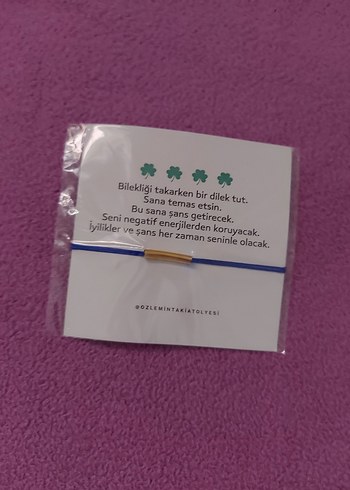 Bilekliği takarken bir dilek tut.
Sana temas etsin.
Bu sana şans getirecek.
Seni negatif enerjilerden koruyacak.
İyilikler ve şans her zaman seninle olacak.
@OZLEMINTAKIATOLYESI